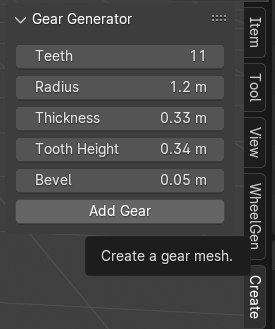 Gear Generator
Teeth 11
Radius 1.2 m
Thickness 0.33 m
Tooth Height 0.34 m
Bevel 0.05 m
Add Gear
Create a gear mesh.
Item
Tool
View
WheelGen
Create